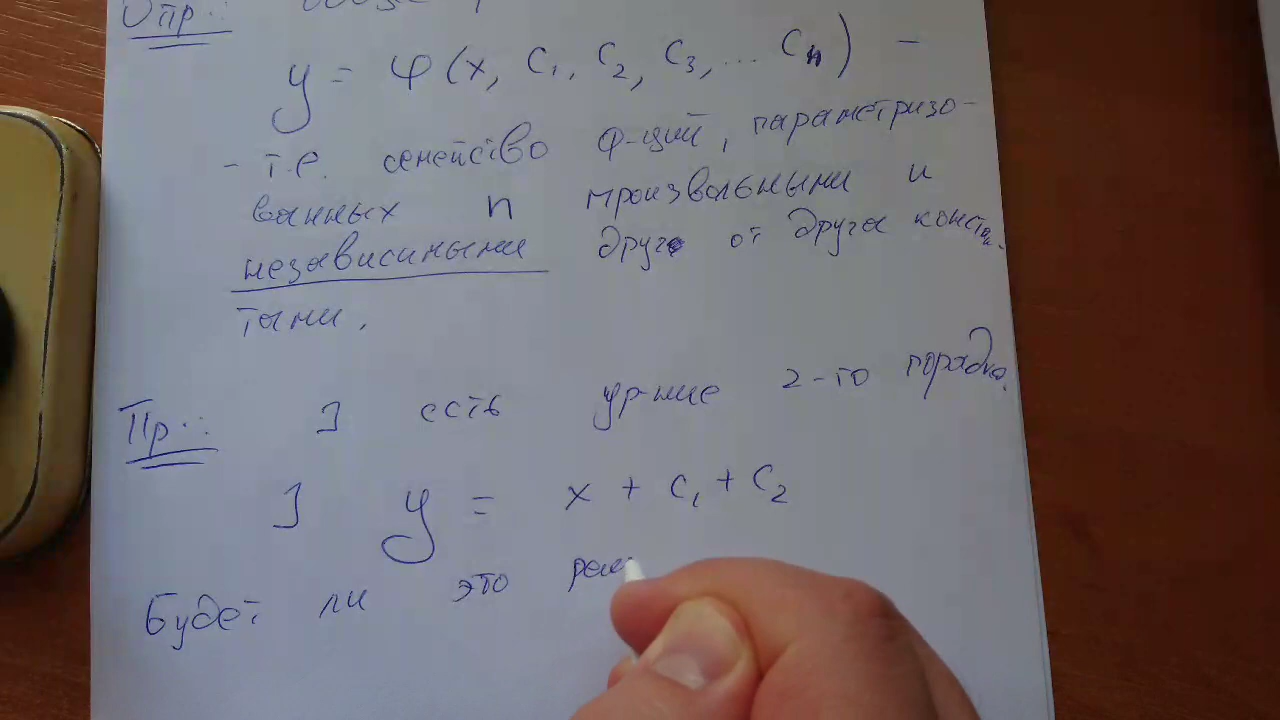 Опр.:
y = φ(x, C₁, C₂, C₃, ... Cₙ) –
- т.е. семейство ф-ций, параметризо-
ванных n произвольными и
независимыми друг от друга конста-
тами.
Пр.: ] есть ур-ние 2-го порядка.
] y = x + C₁ + C₂
Будет ли это реш